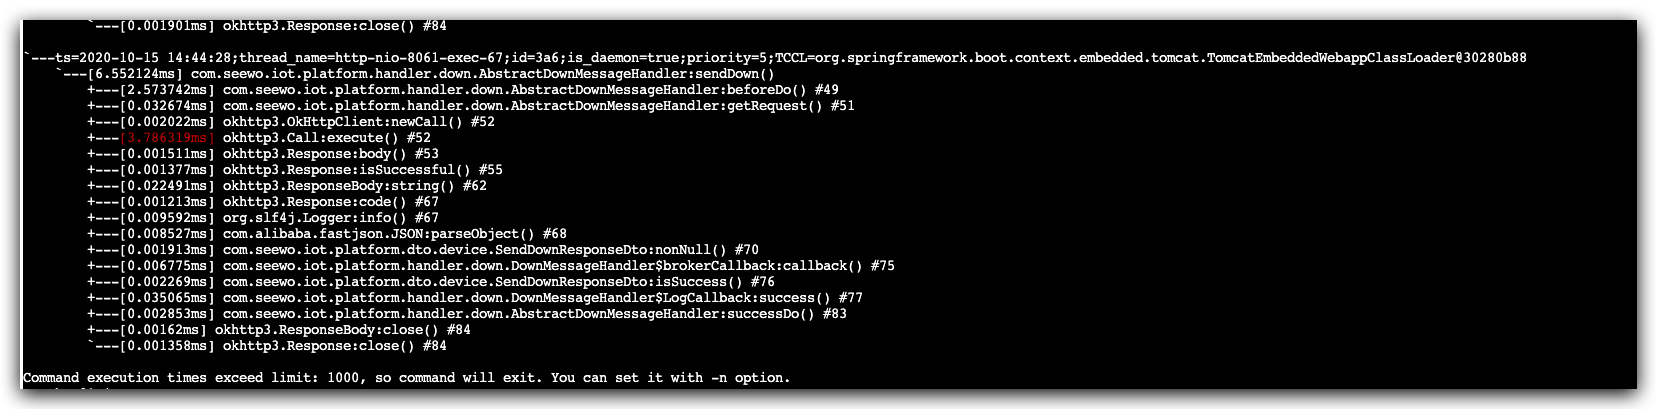 `---[0.001901ms] okhttp3.Response:close() #84
`---ts=2020-10-15 14:44:28;thread_name=http-nio-8061-exec-67;id=3a6;is_daemon=true;priority=5;TCCL=org.springframework.boot.context.embedded.tomcat.TomcatEmbeddedWebappClassLoader@30280b88
`---[6.552124ms] com.seewo.iot.platform.handler.down.AbstractDownMessageHandler:sendDown()
+---[2.573742ms] com.seewo.iot.platform.handler.down.AbstractDownMessageHandler:beforeDo() #49
+---[0.032674ms] com.seewo.iot.platform.handler.down.AbstractDownMessageHandler:getRequest() #51
+---[0.002022ms] okhttp3.OkHttpClient:newCall() #52
+---[3.786319ms] okhttp3.Call:execute() #52
+---[0.001511ms] okhttp3.Response:body() #53
+---[0.001377ms] okhttp3.Response:isSuccessful() #55
+---[0.022491ms] okhttp3.ResponseBody:string() #62
+---[0.001213ms] okhttp3.Response:code() #67
+---[0.009592ms] org.slf4j.Logger:info() #67
+---[0.008527ms] com.alibaba.fastjson.JSON:parseObject() #68
+---[0.001913ms] com.seewo.iot.platform.dto.device.SendDownResponseDto:nonNull() #70
+---[0.006775ms] com.seewo.iot.platform.handler.down.DownMessageHandler$brokerCallback:callback() #75
+---[0.002269ms] com.seewo.iot.platform.dto.device.SendDownResponseDto:isSuccess() #76
+---[0.035065ms] com.seewo.iot.platform.handler.down.DownMessageHandler$LogCallback:success() #77
+---[0.002853ms] com.seewo.iot.platform.handler.down.AbstractDownMessageHandler:successDo() #83
+---[0.00162ms] okhttp3.ResponseBody:close() #84
`---[0.001358ms] okhttp3.Response:close() #84
Command execution times exceed limit: 1000, so command will exit. You can set it with -n option.